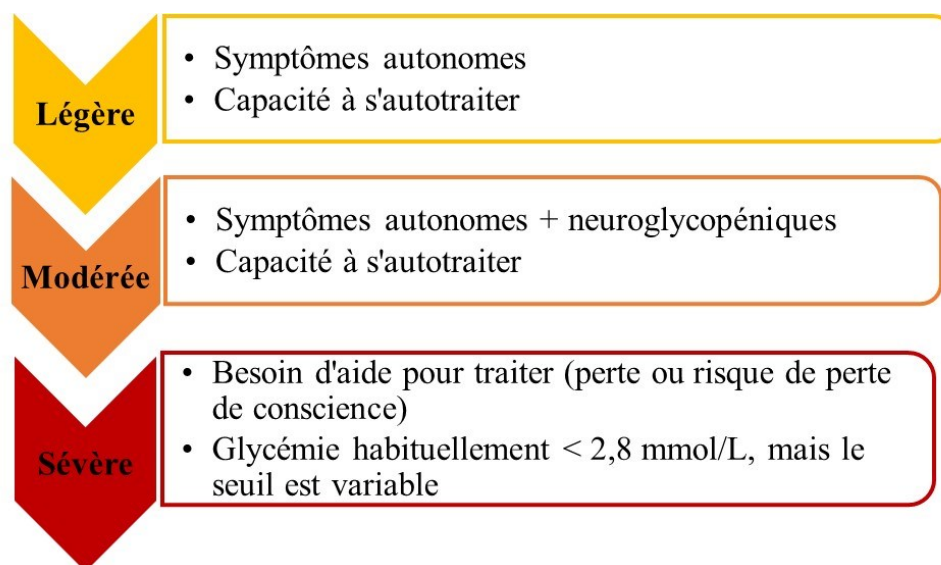 Légère
• Symptômes autonomes
• Capacité à s'autotraiter
Modérée
• Symptômes autonomes + neuroglycopéniques
• Capacité à s'autotraiter
Sévère
• Besoin d'aide pour traiter (perte ou risque de perte
de conscience)
• Glycémie habituellement < 2,8 mmol/L, mais le
seuil est variable